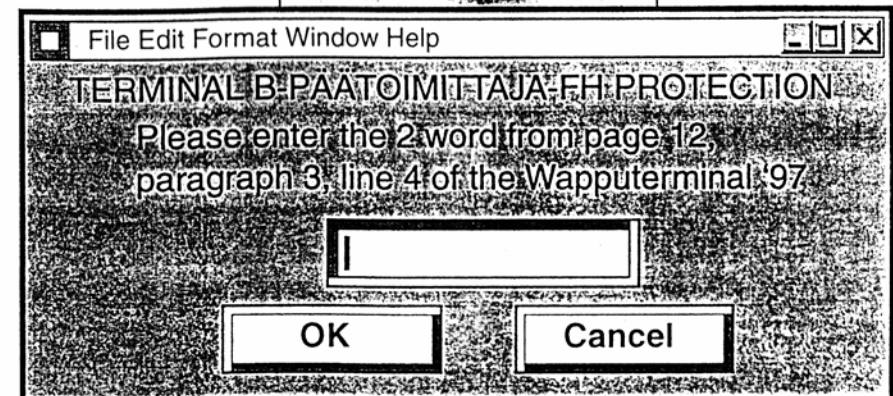 File Edit Format Window Help
TERMINAL B-PAATOIMITTAJA-FH PROTECTION
Please enter the 2 word from page 12,
paragraph 3, line 4 of the Wapputerminal '97
OK
Cancel